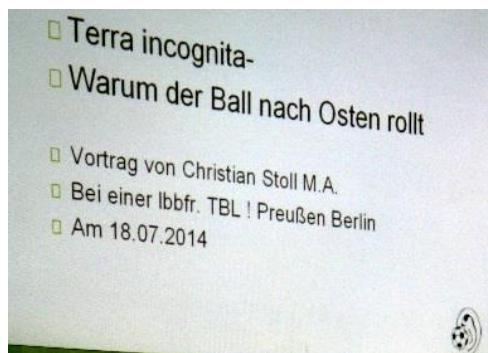 Terra incognita-
Warum der Ball nach Osten rollt
Vortrag von Christian Stoll M.A.
Bei einer lbbfr. TBL ! Preußen Berlin
Am 18.07.2014